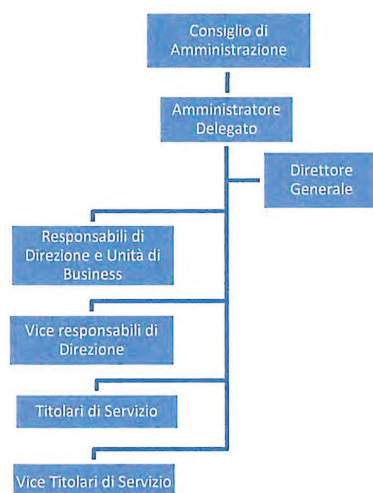 Consiglio di
Amministrazione
Amministratore
Delegato
Direttore
Generale
Responsabili di
Direzione e Unità di
Business
Vice responsabili di
Direzione
Titolari di Servizio
Vice Titolari di Servizio